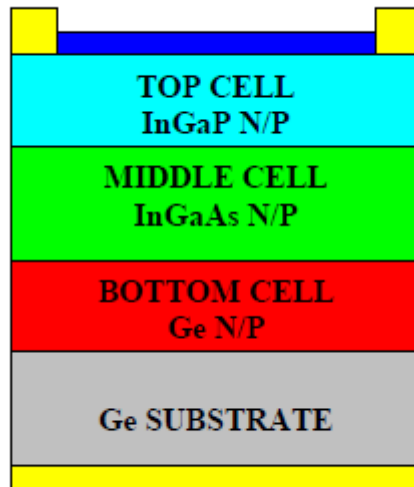 TOP CELL
InGaP N/P
MIDDLE CELL
InGaAs N/P
BOTTOM CELL
Ge N/P
Ge SUBSTRATE